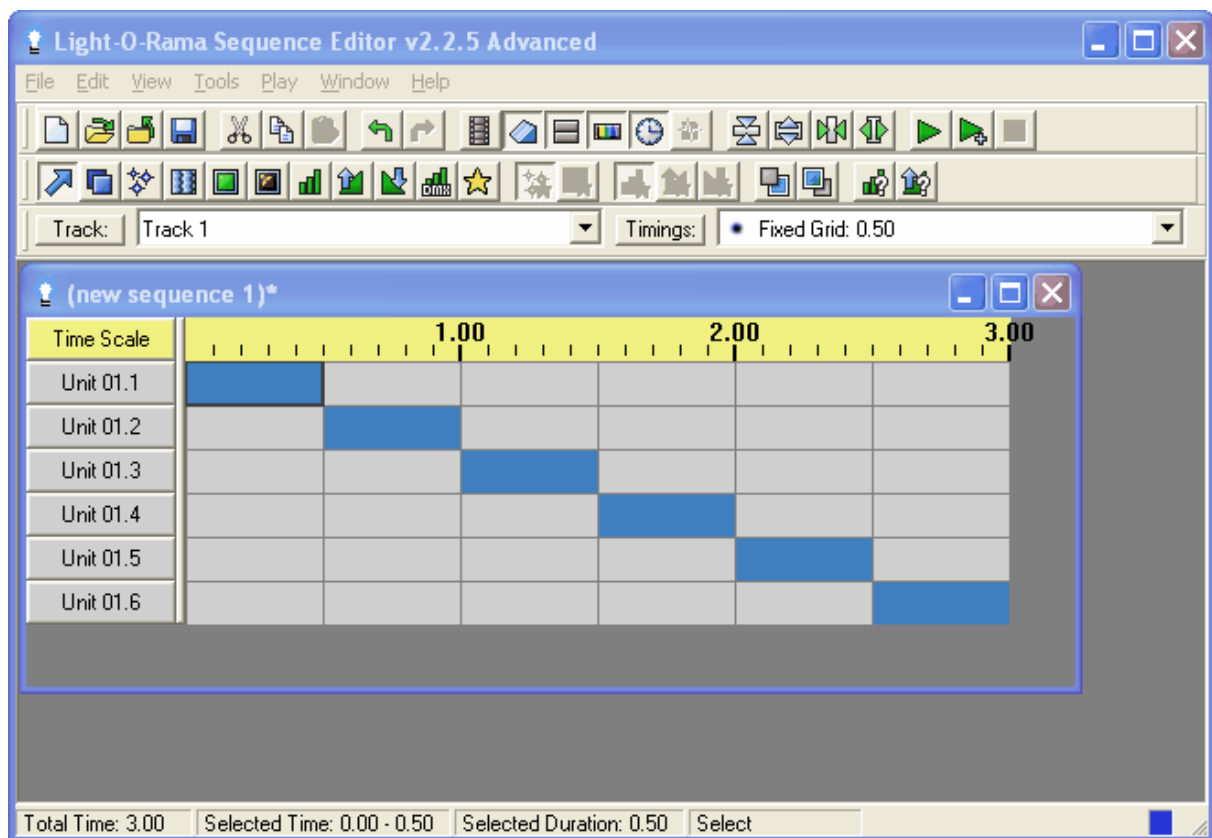 Light-O-Rama Sequence Editor v2.2.5 Advanced
File Edit View Tools Play Window Help
DMX
Track: Track 1 Timings: Fixed Grid: 0.50
(new sequence 1)*
Time Scale 1.00 2.00 3.00
Unit 01.1
Unit 01.2
Unit 01.3
Unit 01.4
Unit 01.5
Unit 01.6
Total Time: 3.00 Selected Time: 0.00 - 0.50 Selected Duration: 0.50 Select